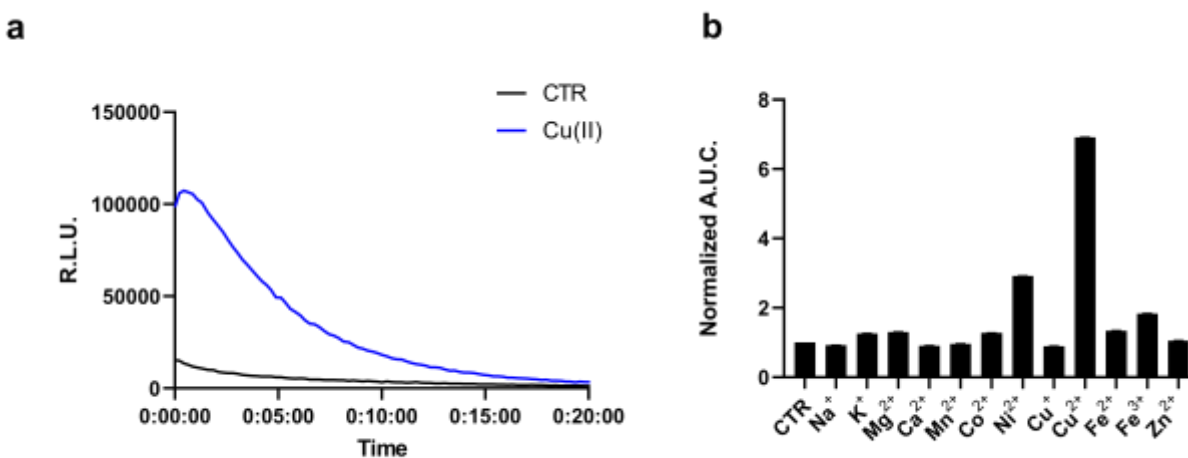 a
CTR
Cu(II)
150000
100000
50000
0
R.L.U.
0:00:00 0:05:00 0:10:00 0:15:00 0:20:00
Time
b
8
6
4
2
0
Normalized A.U.C.
CTR Na⁺ K⁺ Mg²⁺ Ca²⁺ Mn²⁺ Co²⁺ Ni²⁺ Cu⁺ Cu²⁺ Fe²⁺ Fe³⁺ Zn²⁺